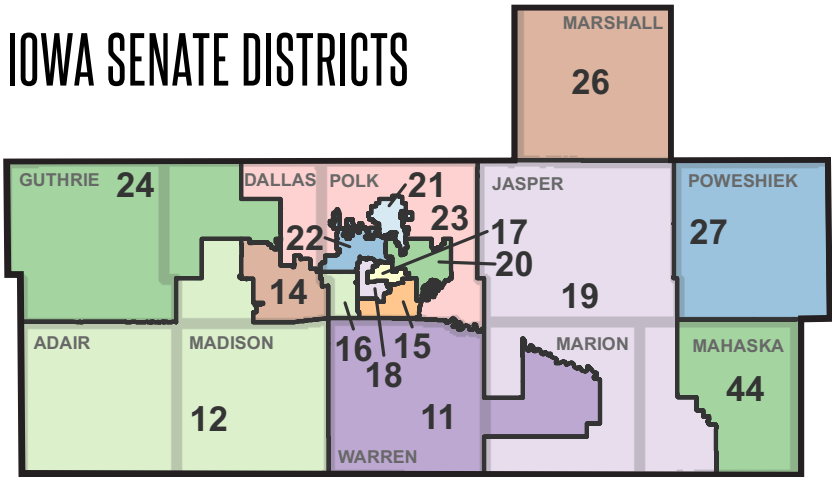 IOWA SENATE DISTRICTS
MARSHALL
26
GUTHRIE 24
DALLAS POLK 21
JASPER
POWESHIEK
23
17
27
22
20
14
19
ADAIR
MADISON
16 15
MARION
MAHASKA
18
44
12
11
WARREN